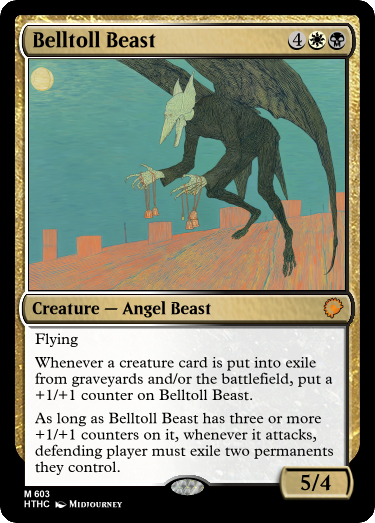 Belltoll Beast 4
Creature — Angel Beast
Flying
Whenever a creature card is put into exile
from graveyards and/or the battlefield, put a
+1/+1 counter on Belltoll Beast.
As long as Belltoll Beast has three or more
+1/+1 counters on it, whenever it attacks,
defending player must exile two permanents
they control.
5/4
M 603
HTHC MIDJOURNEY